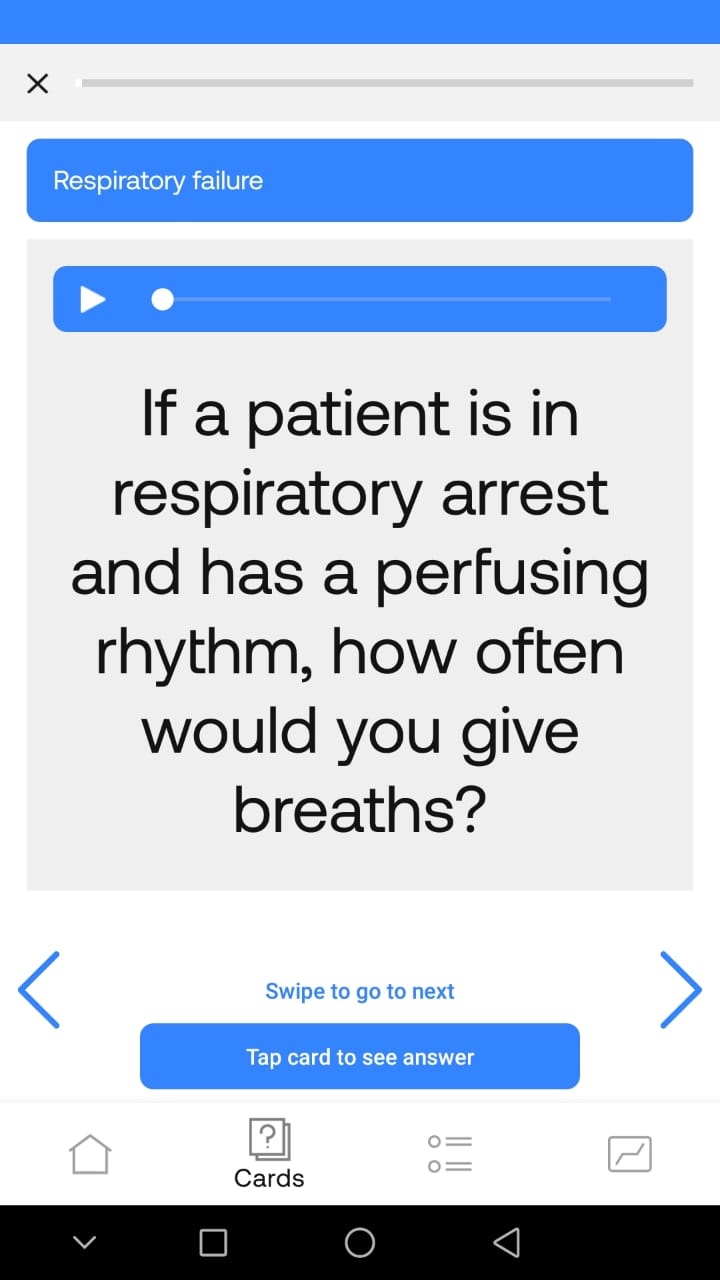 Respiratory failure
If a patient is in
respiratory arrest
and has a perfusing
rhythm, how often
would you give
breaths?
Swipe to go to next
Tap card to see answer
?
Cards